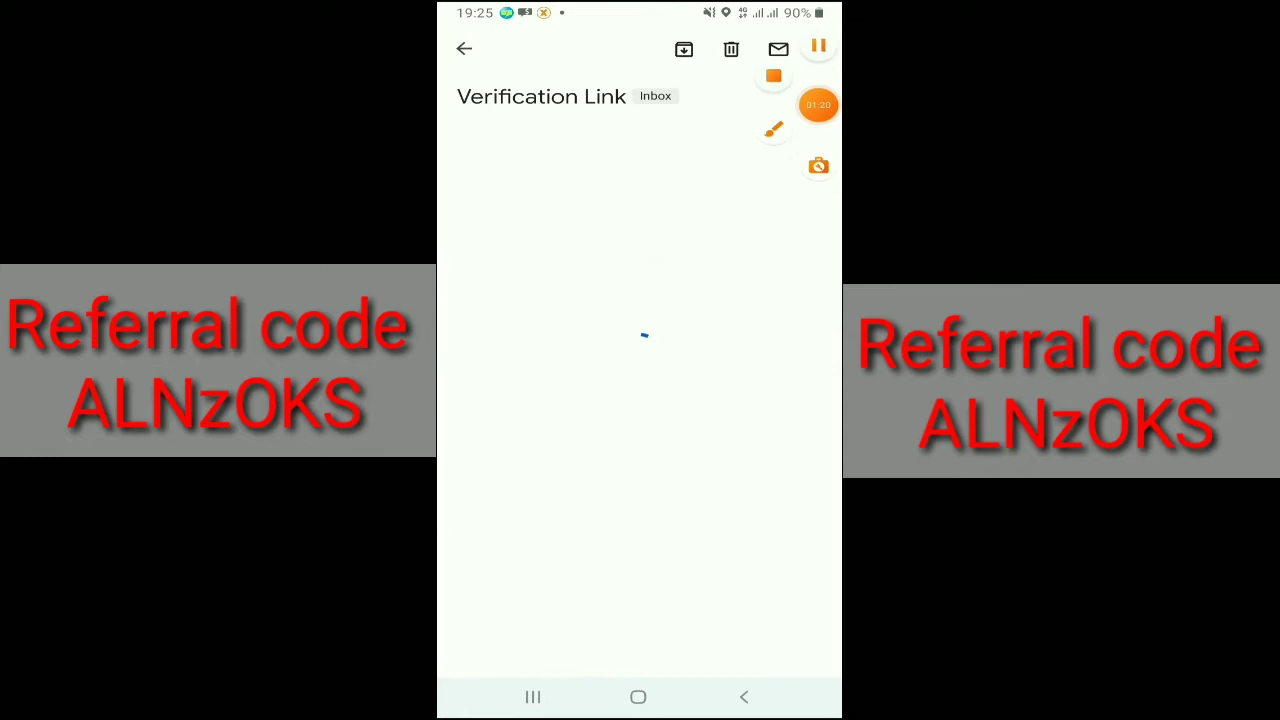 19:25
90%
Verification Link Inbox
01:20
Referral code
ALNzOKS
Referral code
ALNzOKS